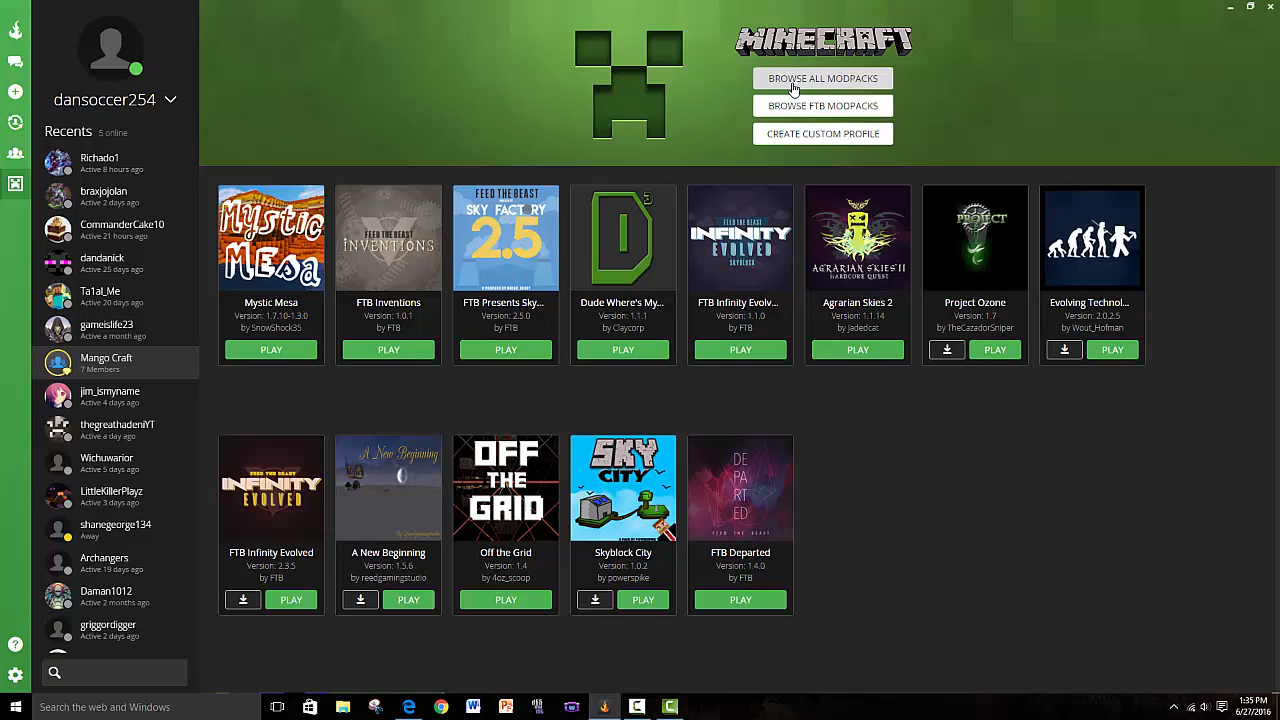 dansoccer254
Recents 5 online
Richado1
Active 8 hours ago
braxjojolan
Active 2 days ago
CommanderCake10
Active 21 hours ago
dandanick
Active 25 days ago
Ta1al_Me
Active 20 days ago
gameislife23
Active a month ago
Mango Craft
7 Members
jim_ismyname
Active 4 days ago
thegreathadeniYT
Active a day ago
Wichuwarior
Active 5 days ago
LittleKillerPlayz
Active 3 days ago
shanegeorge134
Away
Archangers
Active 19 days ago
Daman1012
Active 2 months ago
griggordigger
Active 2 days ago
MINECRAFT
BROWSE ALL MODPACKS
BROWSE FTB MODPACKS
CREATE CUSTOM PROFILE
Mystic
Mesa
Mystic Mesa
Version: 1.7.10-1.3.0
by SnowShock35
PLAY
FEED THE BEAST
INVENTIONS
FTB Inventions
Version: 1.0.1
by FTB
PLAY
FEED THE BEAST
PRESENTS
SKY FACTORY
2.5
FTB Presents Sky...
Version: 2.5.0
by FTB
PLAY
D
Dude Where's My...
Version: 1.1.1
by Claycorp
PLAY
FEED THE BEAST
INFINITY
EVOLVED
SKYBLOCK
FTB Infinity Evolv...
Version: 1.1.0
by FTB
PLAY
AGRARIAN SKIES II
HARDCORE QUEST
Agrarian Skies 2
Version: 1.1.14
by Jadedcat
PLAY
PROJECT
Project Ozone
Version: 1.7
by TheCazadorSniper
PLAY
Evolving Technol...
Version: 2.0.2.5
by Wout_Hofman
PLAY
FEED THE BEAST
INFINITY
EVOLVED
FTB Infinity Evolved
Version: 2.3.5
by FTB
PLAY
A New Beginning
A New Beginning
Version: 1.5.6
by reedgamingstudio
PLAY
OFF
THE
GRID
Off the Grid
Version: 1.4
by 4oz_scoop
PLAY
SKY
CITY
Skyblock City
Version: 1.0.2
by powerspike
PLAY
DE
PA
RT
ED
FEED THE BEAST
FTB Departed
Version: 1.4.0
by FTB
PLAY
Search the web and Windows
1:35 PM
6/27/2016